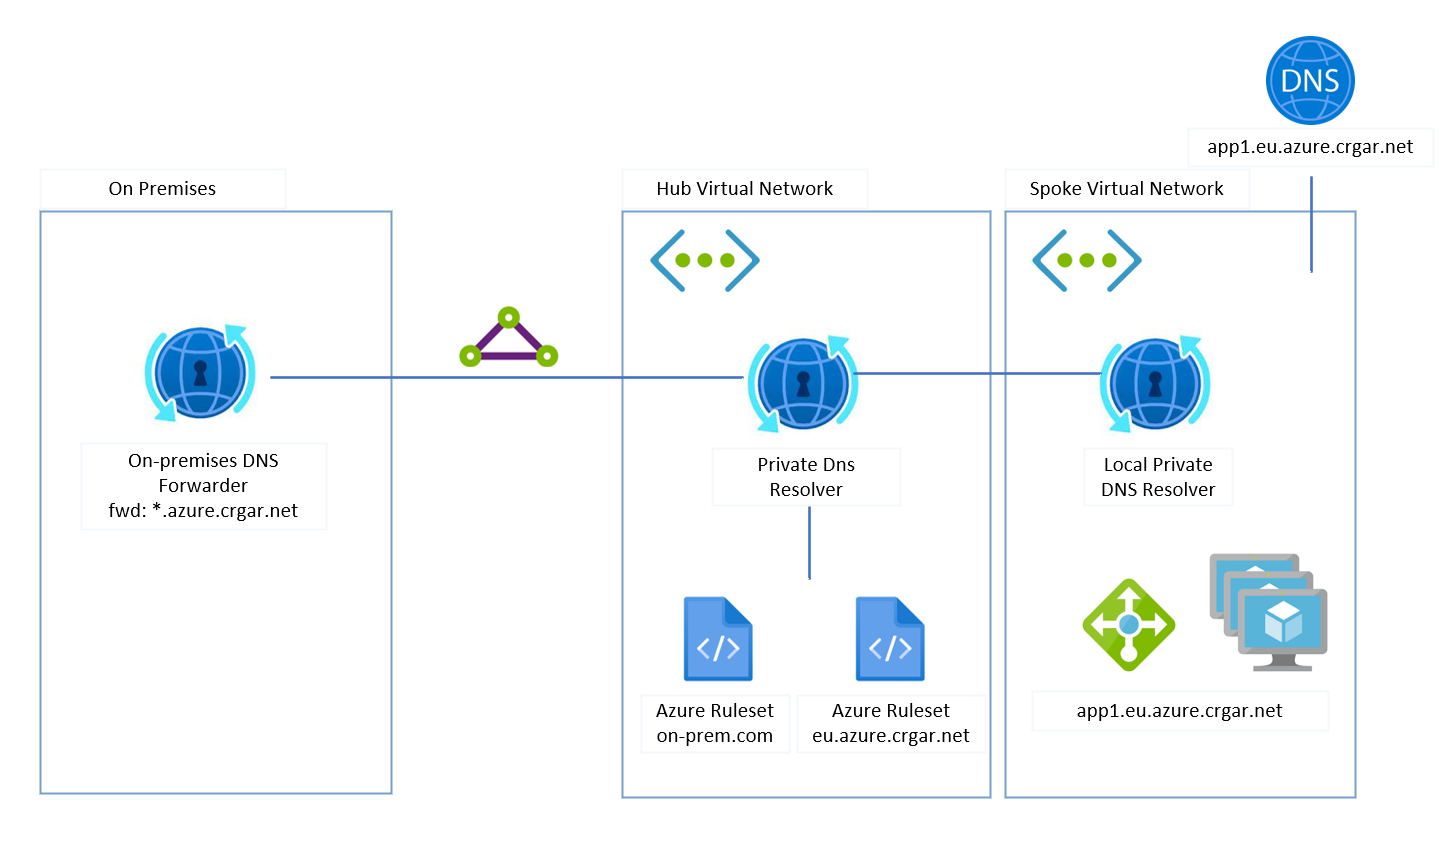 DNS
app1.eu.azure.crgar.net
On Premises
Hub Virtual Network
Spoke Virtual Network
On-premises DNS
Forwarder
fwd: *.azure.crgar.net
Private Dns
Resolver
Local Private
DNS Resolver
</>
</>
Azure Ruleset
on-prem.com
Azure Ruleset
eu.azure.crgar.net
app1.eu.azure.crgar.net